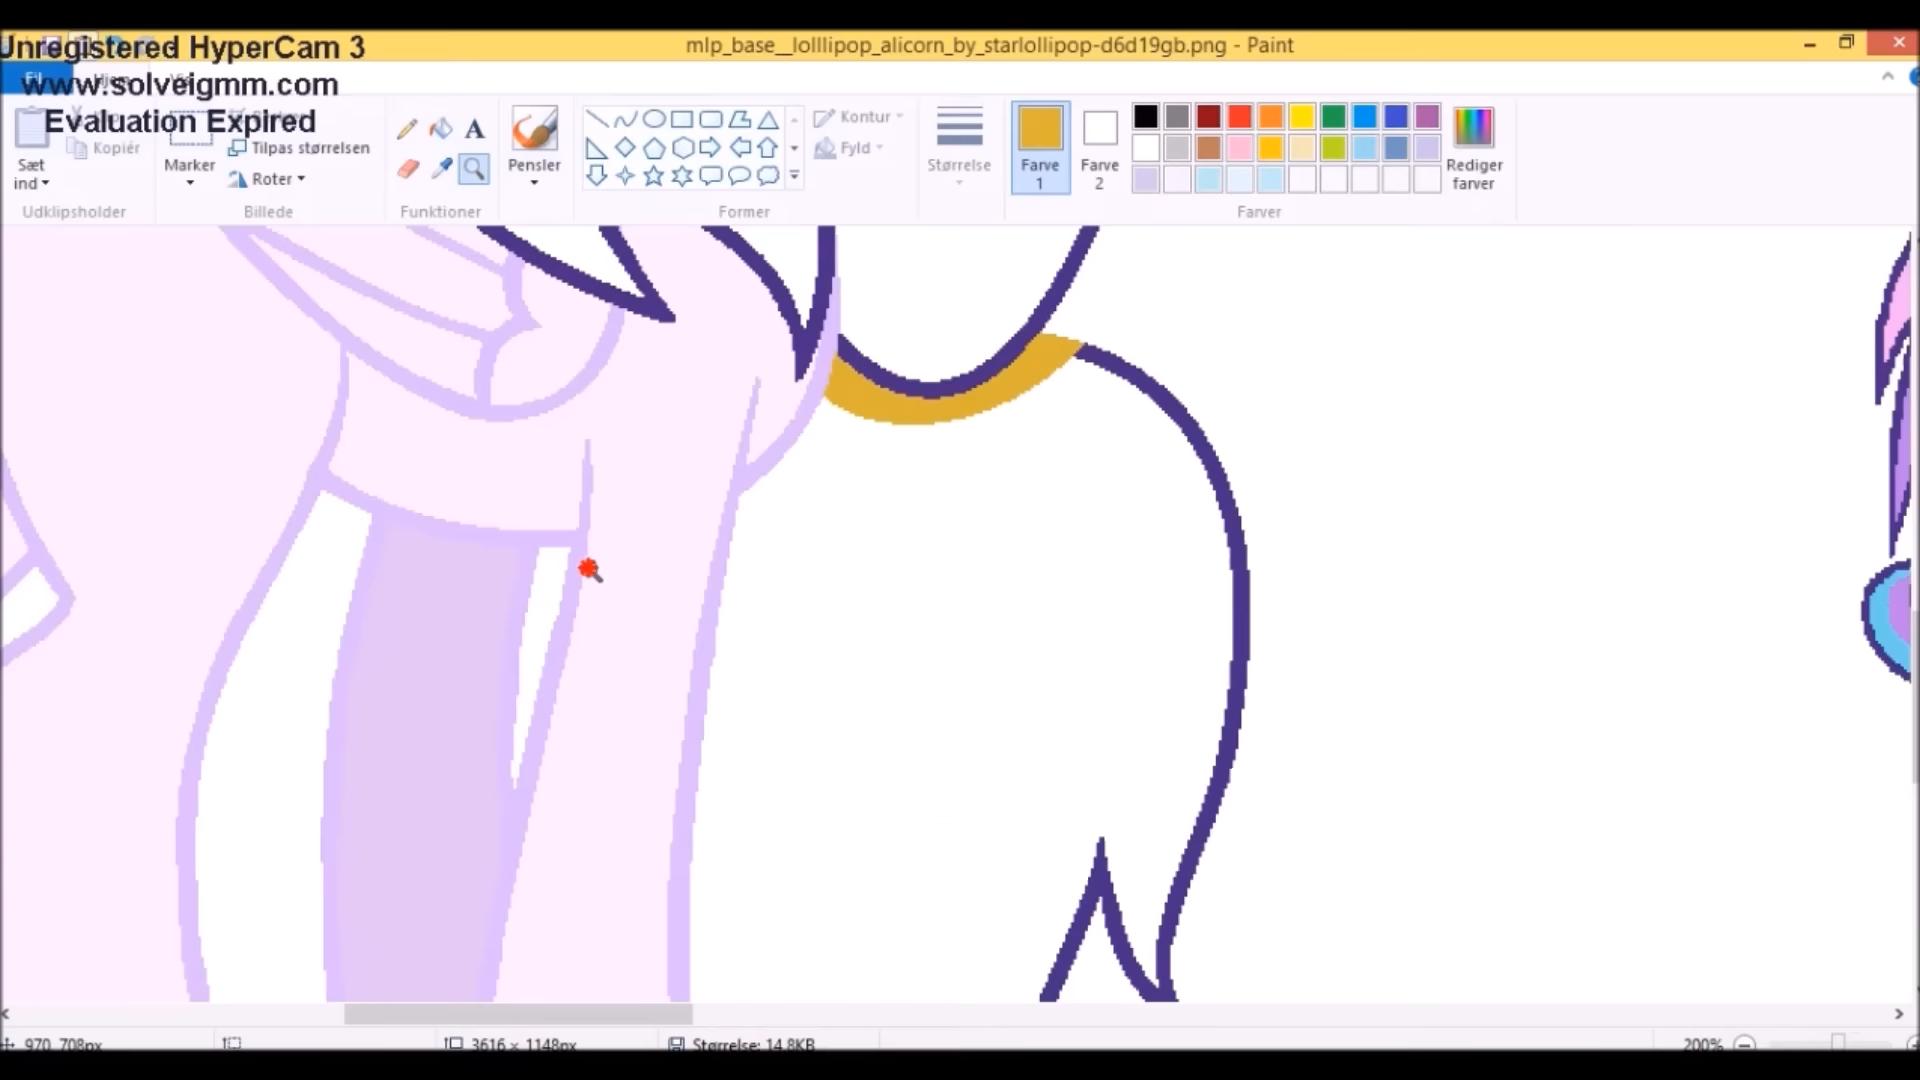 Unregistered HyperCam 3
mlp_base__lolllipop_alicorn_by_starlollipop-d6d19gb.png - Paint
www.solveigmm.com
Evaluation Expired
Kopiér
Tilpas størrelsen
Roter
Sæt
ind
Marker
Pensler
Kontur
Fyld
Størrelse
Farve
1
Farve
2
Rediger
farver
Udklipsholder
Billede
Funktioner
Former
Farver
970, 708px
3616 × 1148px
Størrelse: 14.8KB
200%